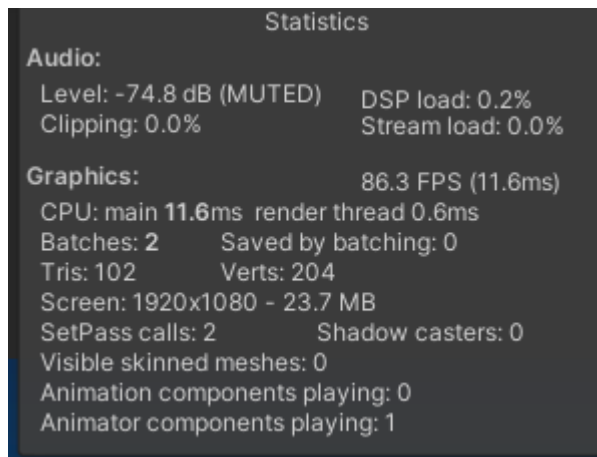 Statistics
Audio:
Level: -74.8 dB (MUTED) DSP load: 0.2%
Clipping: 0.0% Stream load: 0.0%
Graphics: 86.3 FPS (11.6ms)
CPU: main 11.6ms render thread 0.6ms
Batches: 2 Saved by batching: 0
Tris: 102 Verts: 204
Screen: 1920x1080 - 23.7 MB
SetPass calls: 2 Shadow casters: 0
Visible skinned meshes: 0
Animation components playing: 0
Animator components playing: 1